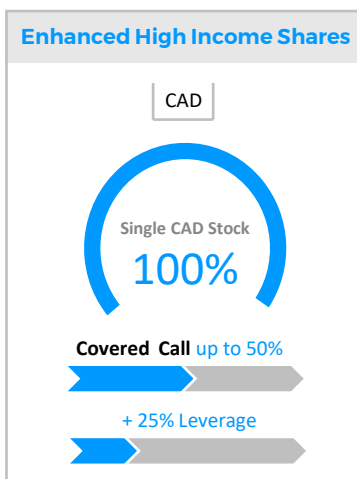 Enhanced High Income Shares
CAD
Single CAD Stock
100%
Covered Call up to 50%
+ 25% Leverage